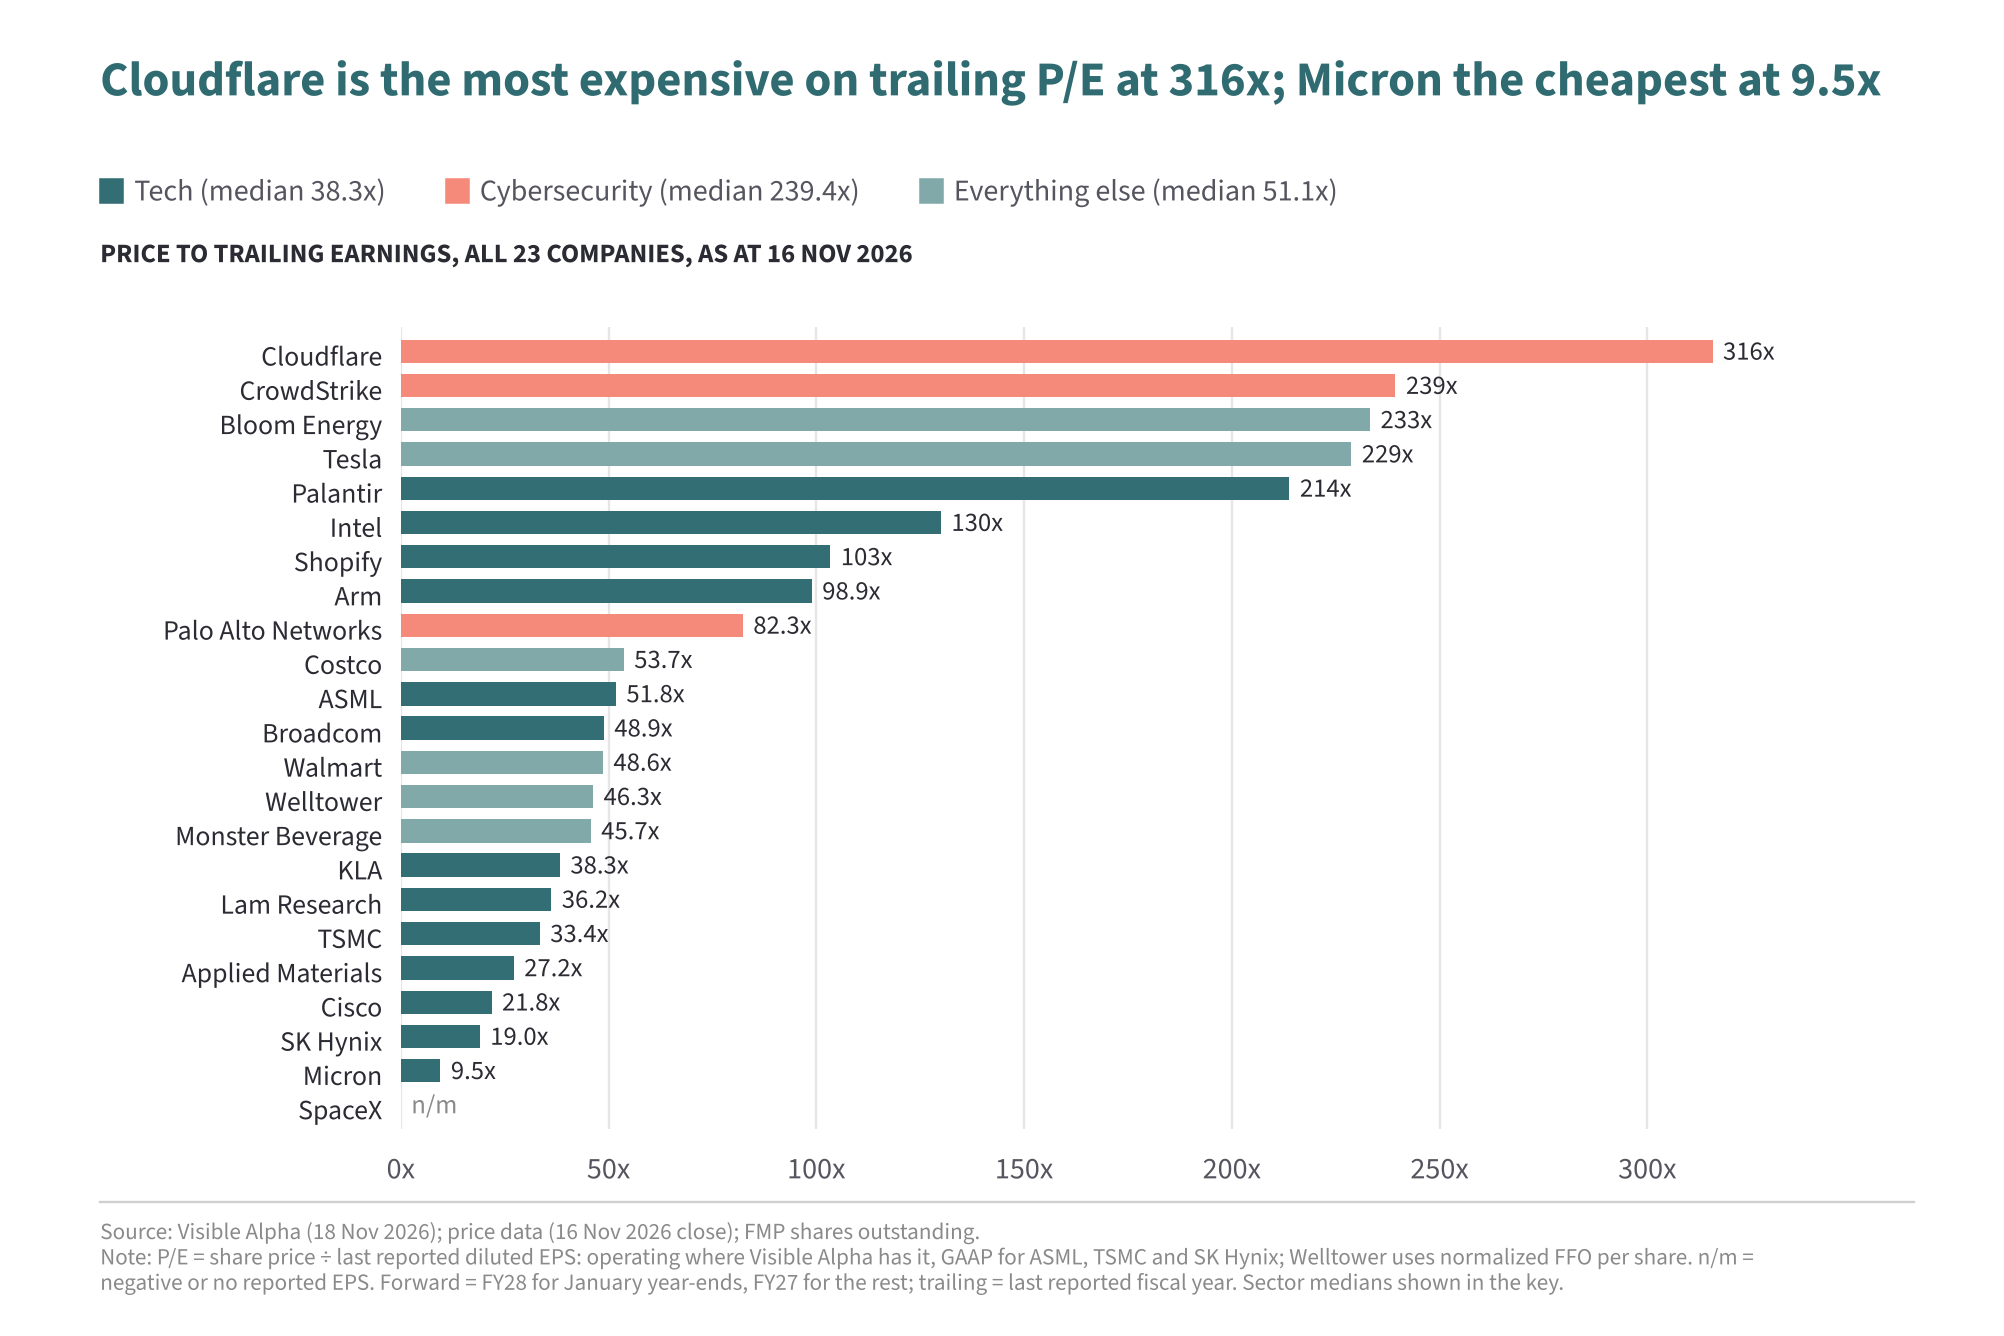 Cloudflare is the most expensive on trailing P/E at 316x; Micron the cheapest at 9.5x
Tech (median 38.3x) Cybersecurity (median 239.4x) Everything else (median 51.1x)
PRICE TO TRAILING EARNINGS, ALL 23 COMPANIES, AS AT 16 NOV 2026
Cloudflare 316x
CrowdStrike 239x
Bloom Energy 233x
Tesla 229x
Palantir 214x
Intel 130x
Shopify 103x
Arm 98.9x
Palo Alto Networks 82.3x
Costco 53.7x
ASML 51.8x
Broadcom 48.9x
Walmart 48.6x
Welltower 46.3x
Monster Beverage 45.7x
KLA 38.3x
Lam Research 36.2x
TSMC 33.4x
Applied Materials 27.2x
Cisco 21.8x
SK Hynix 19.0x
Micron 9.5x
SpaceX n/m
0x 50x 100x 150x 200x 250x 300x
Source: Visible Alpha (18 Nov 2026); price data (16 Nov 2026 close); FMP shares outstanding.
Note: P/E = share price ÷ last reported diluted EPS: operating where Visible Alpha has it, GAAP for ASML, TSMC and SK Hynix; Welltower uses normalized FFO per share. n/m =
negative or no reported EPS. Forward = FY28 for January year-ends, FY27 for the rest; trailing = last reported fiscal year. Sector medians shown in the key.